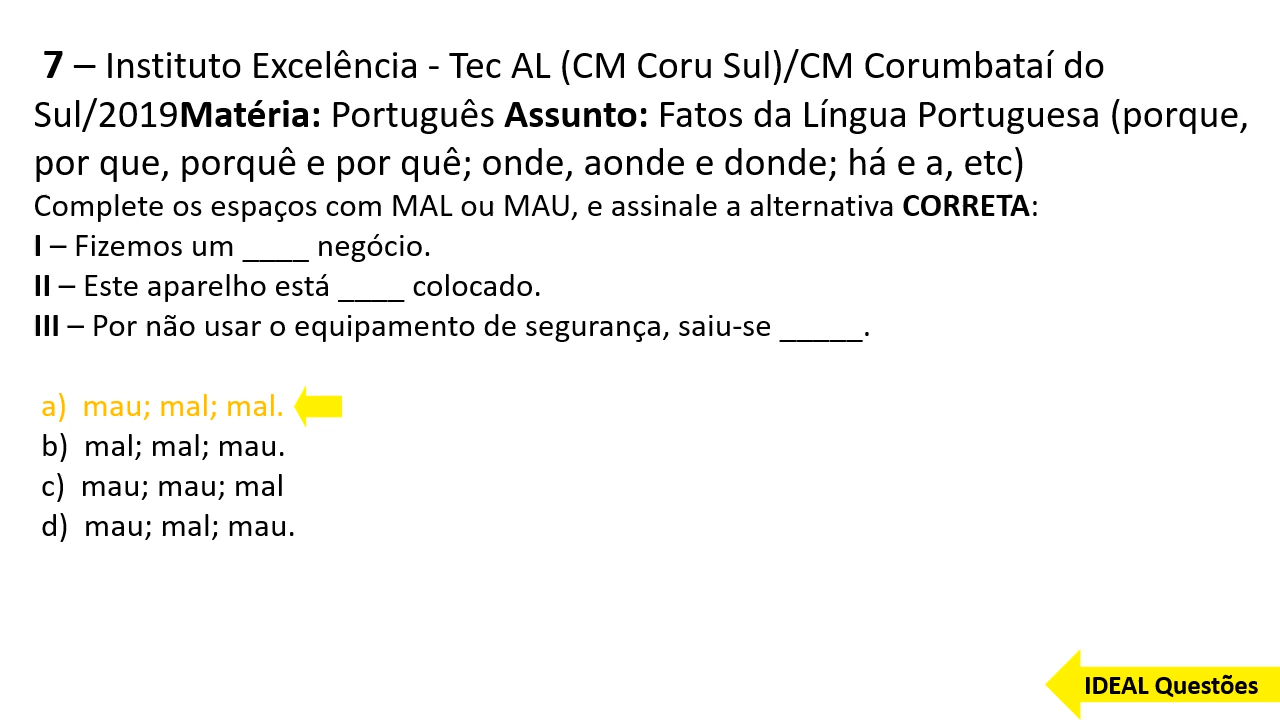 7 – Instituto Excelência - Tec AL (CM Coru Sul)/CM Corumbataí do
Sul/2019Matéria: Português Assunto: Fatos da Língua Portuguesa (porque,
por que, porquê e por quê; onde, aonde e donde; há e a, etc)
Complete os espaços com MAL ou MAU, e assinale a alternativa CORRETA:
I – Fizemos um ____ negócio.
II – Este aparelho está ____ colocado.
III – Por não usar o equipamento de segurança, saiu-se _____.
a) mau; mal; mal.
b) mal; mal; mau.
c) mau; mau; mal
d) mau; mal; mau.
IDEAL Questões